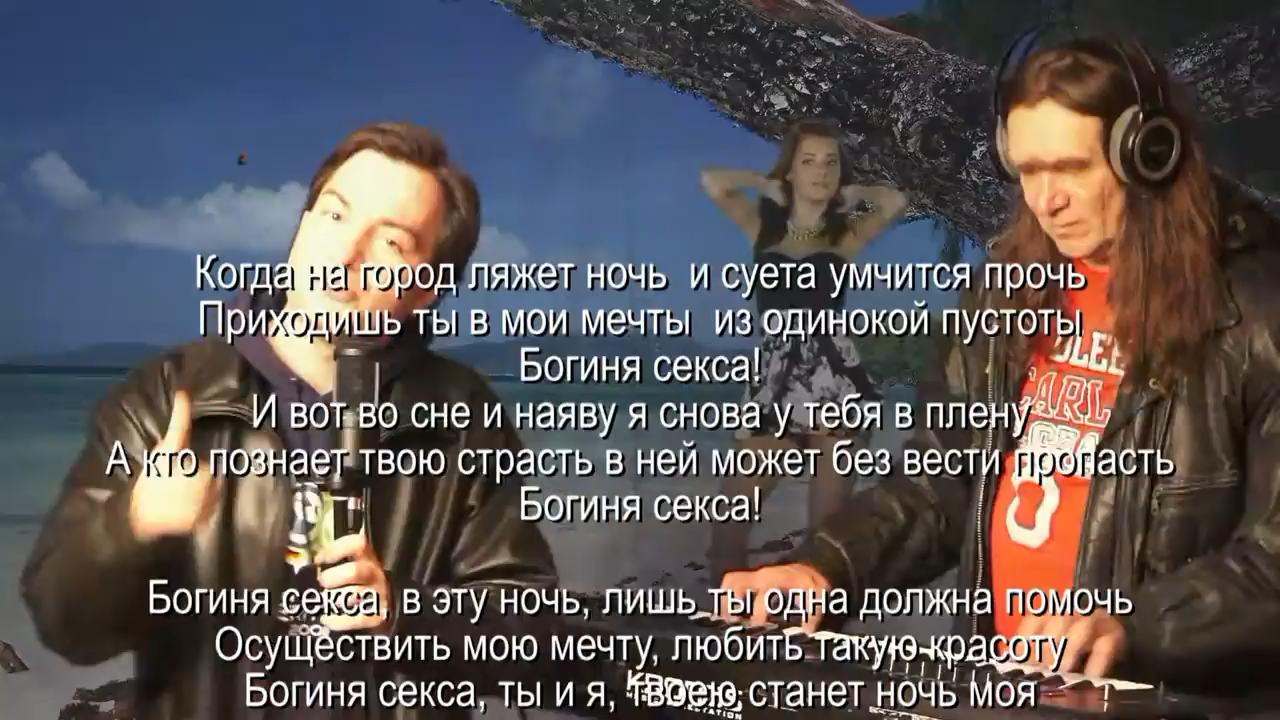 Когда на город ляжет ночь и суета умчится прочь
Приходишь ты в мои мечты из одинокой пустоты
Богиня секса!
И вот во сне и наяву я снова у тебя в плену
А кто познает твою страсть в ней может без вести пропасть
Богиня секса!
Богиня секса, в эту ночь, лишь ты одна должна помочь
Осуществить мою мечту, любить такую красоту
Богиня секса, ты и я, твоею станет ночь моя